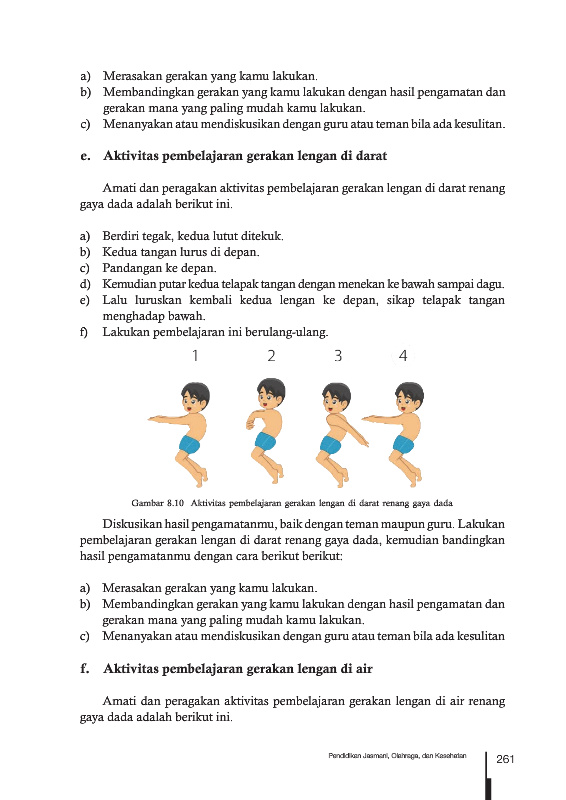 a) Merasakan gerakan yang kamu lakukan.
b) Membandingkan gerakan yang kamu lakukan dengan hasil pengamatan dan
gerakan mana yang paling mudah kamu lakukan.
c) Menanyakan atau mendiskusikan dengan guru atau teman bila ada kesulitan.
e. Aktivitas pembelajaran gerakan lengan di darat
Amati dan peragakan aktivitas pembelajaran gerakan lengan di darat renang
gaya dada adalah berikut ini.
a) Berdiri tegak, kedua lutut ditekuk.
b) Kedua tangan lurus di depan.
c) Pandangan ke depan.
d) Kemudian putar kedua telapak tangan dengan menekan ke bawah sampai dagu.
e) Lalu luruskan kembali kedua lengan ke depan, sikap telapak tangan
menghadap bawah.
f) Lakukan pembelajaran ini berulang-ulang.
1 2 3 4
Gambar 8.10 Aktivitas pembelajaran gerakan lengan di darat renang gaya dada
Diskusikan hasil pengamatanmu, baik dengan teman maupun guru. Lakukan
pembelajaran gerakan lengan di darat renang gaya dada, kemudian bandingkan
hasil pengamatanmu dengan cara berikut berikut:
a) Merasakan gerakan yang kamu lakukan.
b) Membandingkan gerakan yang kamu lakukan dengan hasil pengamatan dan
gerakan mana yang paling mudah kamu lakukan.
c) Menanyakan atau mendiskusikan dengan guru atau teman bila ada kesulitan
f. Aktivitas pembelajaran gerakan lengan di air
Amati dan peragakan aktivitas pembelajaran gerakan lengan di air renang
gaya dada adalah berikut ini.
Pendidikan Jasmani, Olahraga, dan Kesehatan 261